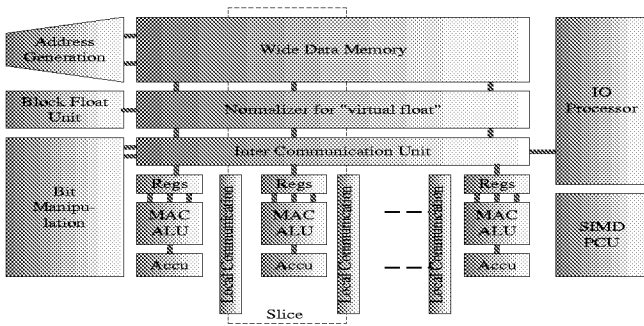 Address
Generation
Wide Data Memory
Block Float
Unit
Normalizer for "virtual float"
IO
Processor
Inter Communication Unit
Bit
Manipu-
lation
Regs
MAC
ALU
Accu
Local Communication
Regs
MAC
ALU
Accu
Local Communication
Local Communication
Regs
MAC
ALU
Accu
SIMD
PCU
Slice